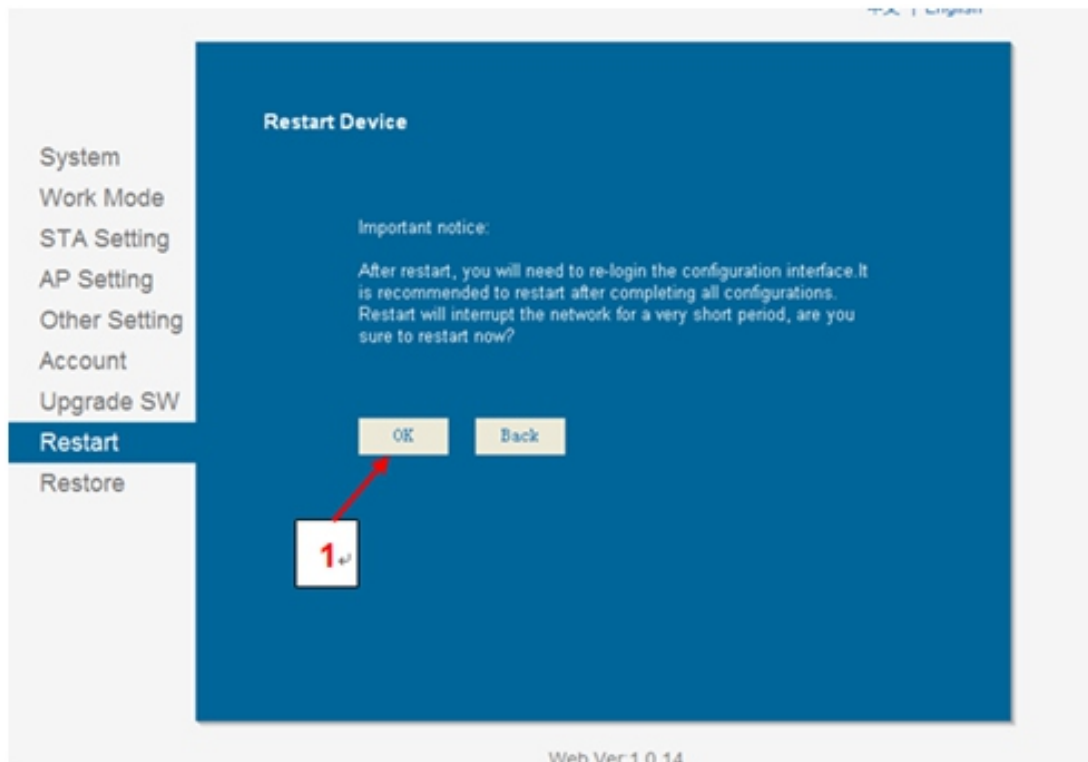 中文 | English
Restart Device
System
Work Mode
STA Setting
AP Setting
Other Setting
Account
Upgrade SW
Restart
Restore
Important notice:
After restart, you will need to re-login the configuration interface.It
is recommended to restart after completing all configurations.
Restart will interrupt the network for a very short period, are you
sure to restart now?
OK
Back
1
Web Ver:1.0.14